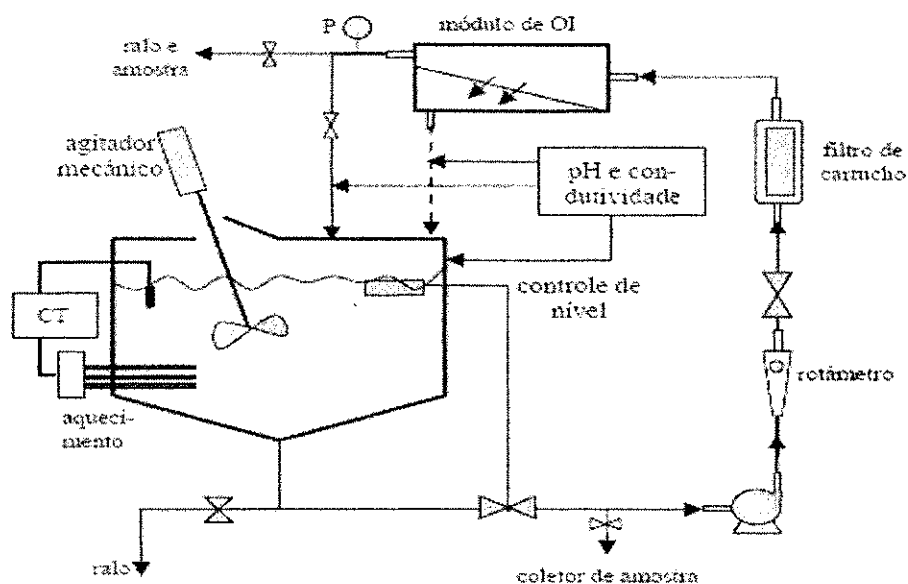 P
módulo de OI
ralo e
amostra
agitador
mecânico
pH e con-
dutividade
filtro de
cartucho
controle de
nível
CT
rotâmetro
aqueci-
mento
ralo
coletor de amostra